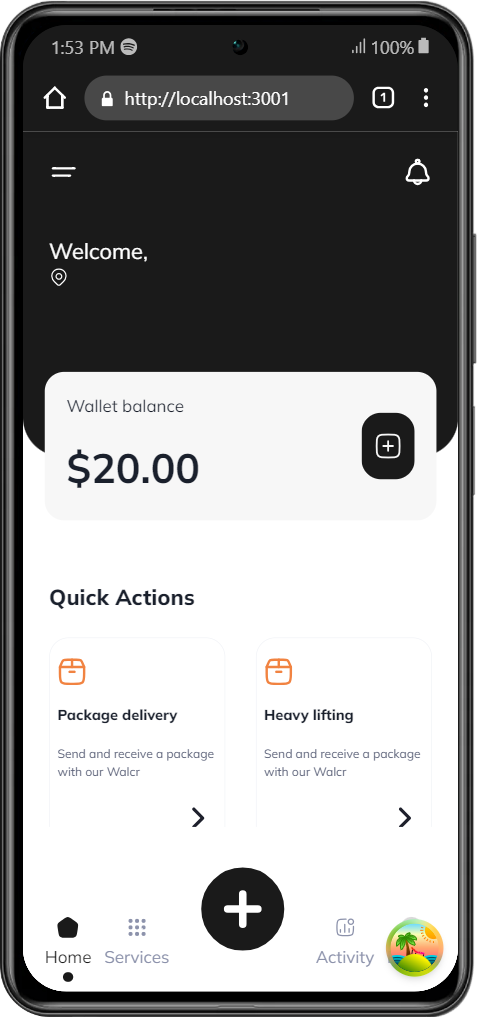 1:53 PM
100%
http://localhost:3001
1
Welcome,
Wallet balance
$20.00
Quick Actions
Package delivery
Heavy lifting
Send and receive a package
with our Walcr
Send and receive a package
with our Walcr
Home
Services
Activity